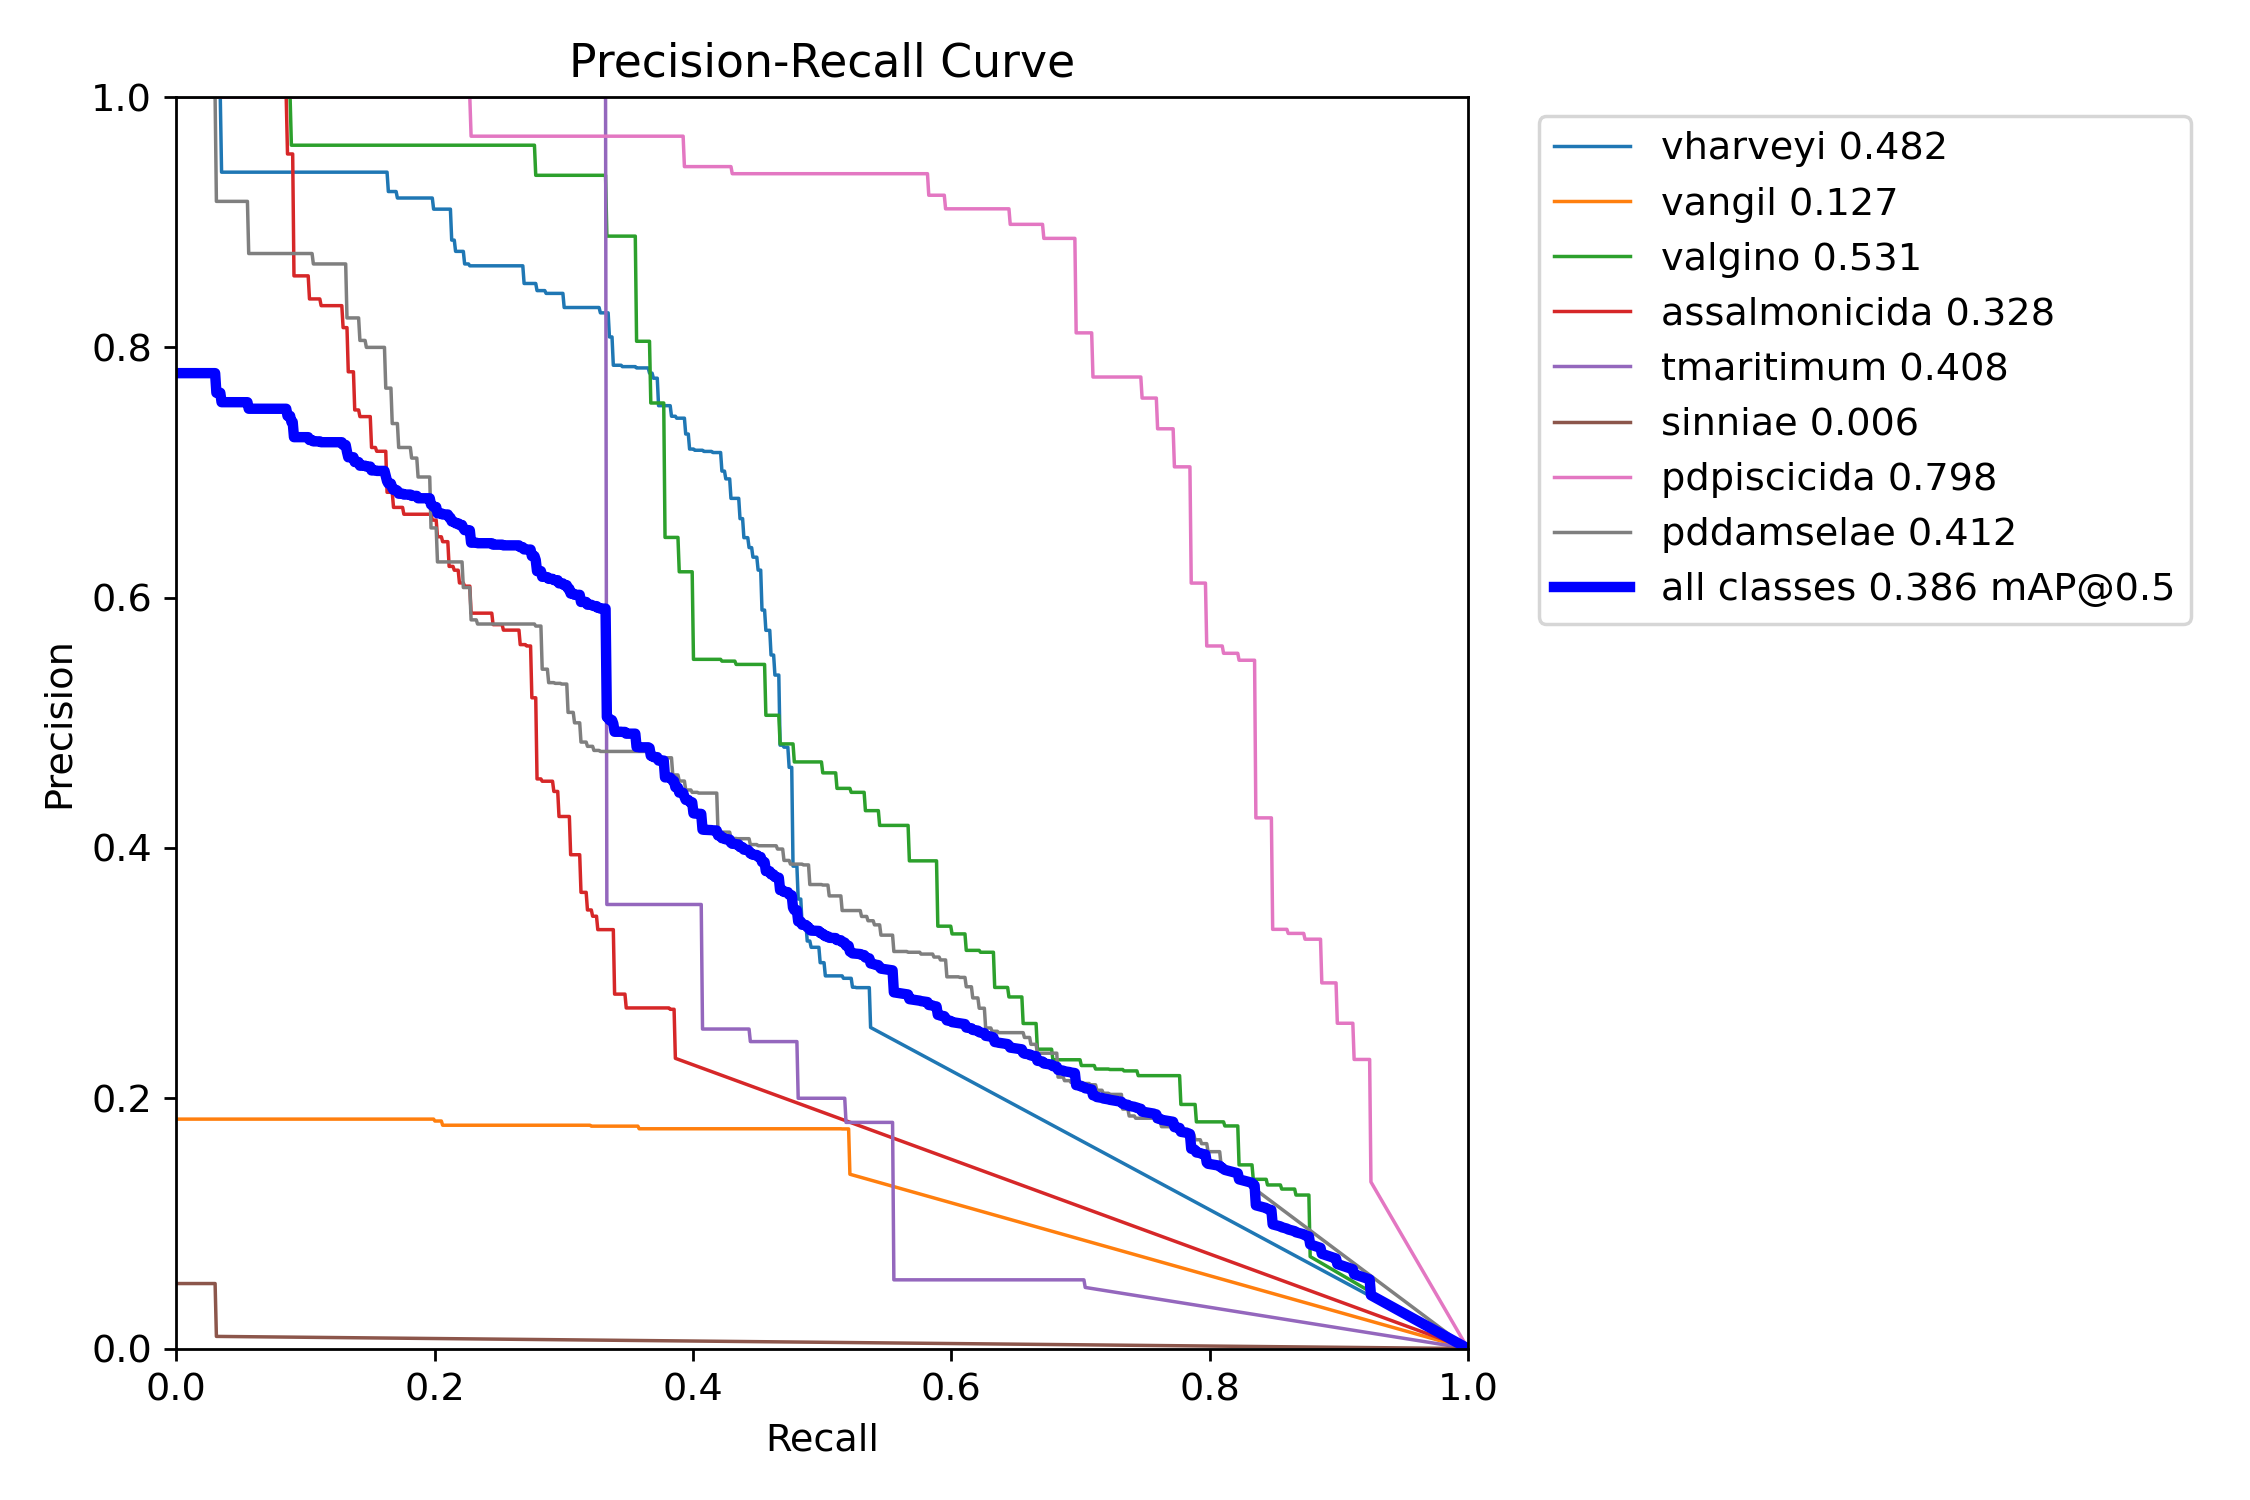 Precision-Recall Curve
1.0
0.8
0.6
0.4
0.2
0.0
Precision
0.0 0.2 0.4 0.6 0.8 1.0
Recall
vharveyi 0.482
vangil 0.127
valgino 0.531
assalmonicida 0.328
tmaritimum 0.408
sinniae 0.006
pdpiscicida 0.798
pddamselae 0.412
all classes 0.386 mAP@0.5